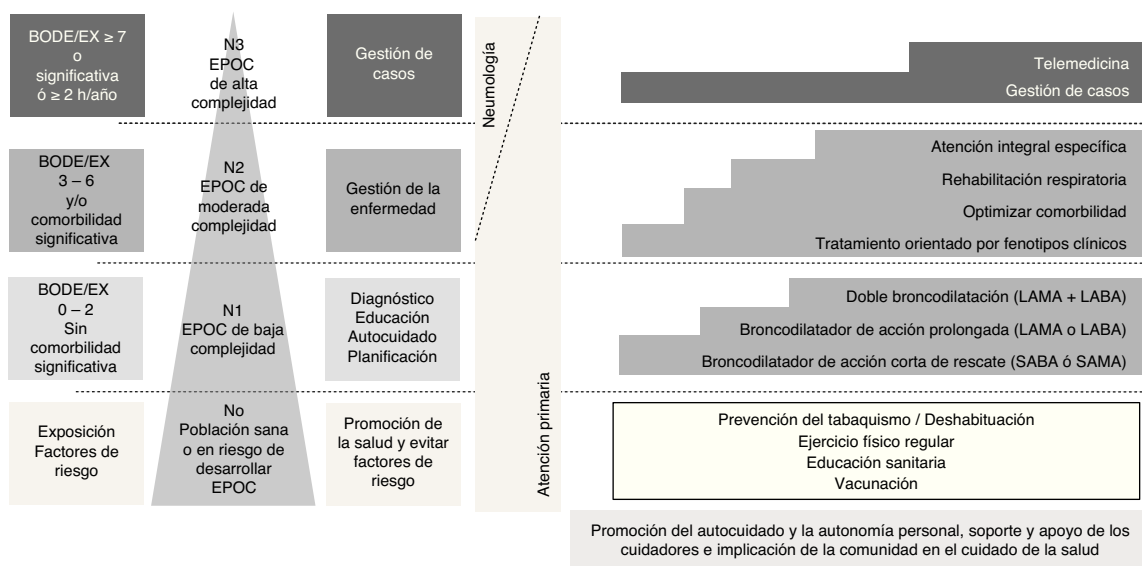 BODE/EX ≥ 7
o
significativa
ó ≥ 2 h/año
N3
EPOC
de alta
complejidad
Gestión de
casos
Neumología
Telemedicina
Gestión de casos
BODE/EX
3 – 6
y/o
comorbilidad
significativa
N2
EPOC de
moderada
complejidad
Gestión de la
enfermedad
Atención integral específica
Rehabilitación respiratoria
Optimizar comorbilidad
Tratamiento orientado por fenotipos clínicos
BODE/EX
0 – 2
Sin
comorbilidad
significativa
N1
EPOC de baja
complejidad
Diagnóstico
Educación
Autocuidado
Planificación
Doble broncodilatación (LAMA + LABA)
Broncodilatador de acción prolongada (LAMA o LABA)
Broncodilatador de acción corta de rescate (SABA ó SAMA)
Exposición
Factores de
riesgo
No
Población sana
o en riesgo de
desarrollar
EPOC
Promoción de
la salud y evitar
factores de
riesgo
Atención primaria
Prevención del tabaquismo / Deshabituación
Ejercicio físico regular
Educación sanitaria
Vacunación
Promoción del autocuidado y la autonomía personal, soporte y apoyo de los
cuidadores e implicación de la comunidad en el cuidado de la salud